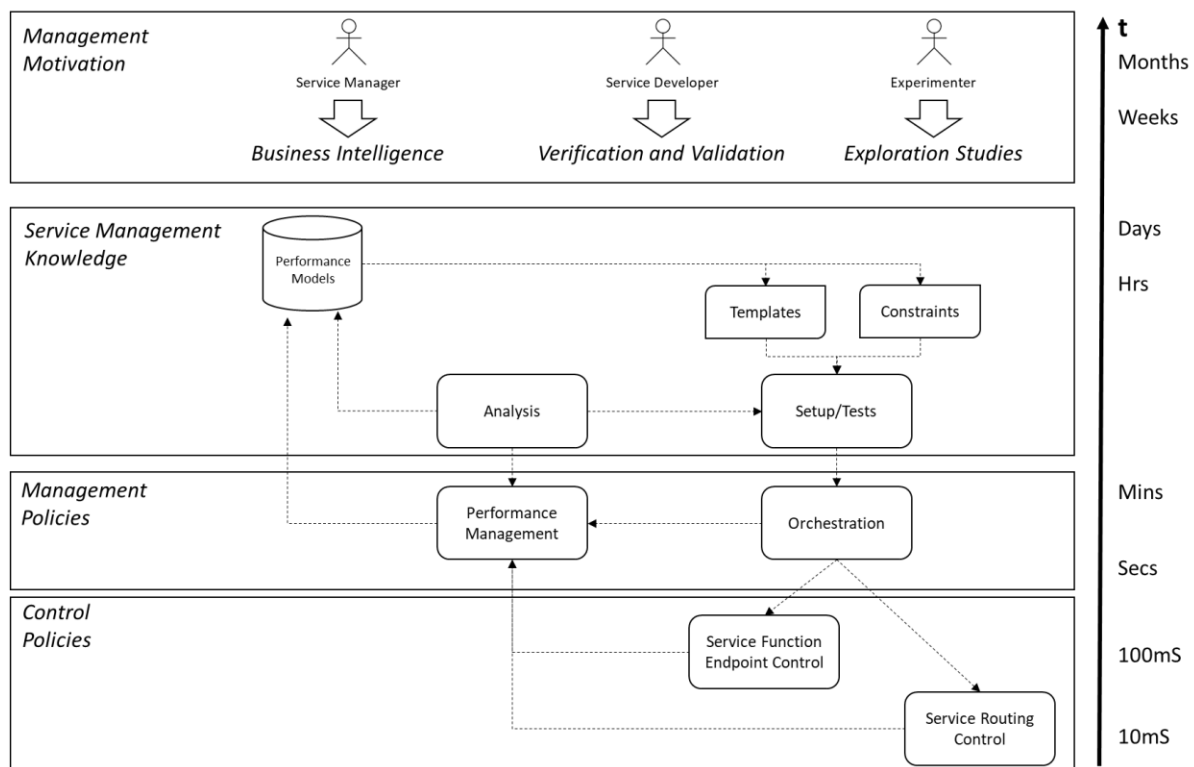 Management
Motivation
Service Manager
Service Developer
Experimenter
Business Intelligence
Verification and Validation
Exploration Studies
t
Months
Weeks
Service Management
Knowledge
Performance
Models
Templates
Constraints
Analysis
Setup/Tests
Days
Hrs
Management
Policies
Performance
Management
Orchestration
Mins
Secs
Control
Policies
Service Function
Endpoint Control
Service Routing
Control
100mS
10mS